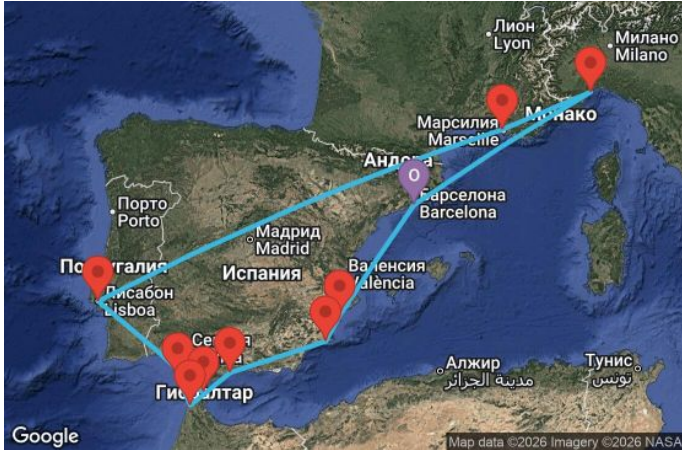 Лион
Lyon
Милано
Milano
Марсилия
Marseille
Монако
Андора
O
Барселона
Barcelona
Порто
Porto
Мадрид
Madrid
Испания
Валенсия
València
Лисабон
Lisboa
Гибралтар
Алжир
مدينة الجزائر
Тунис
تونس
Google
Map data ©2026 Imagery ©2026 NASA